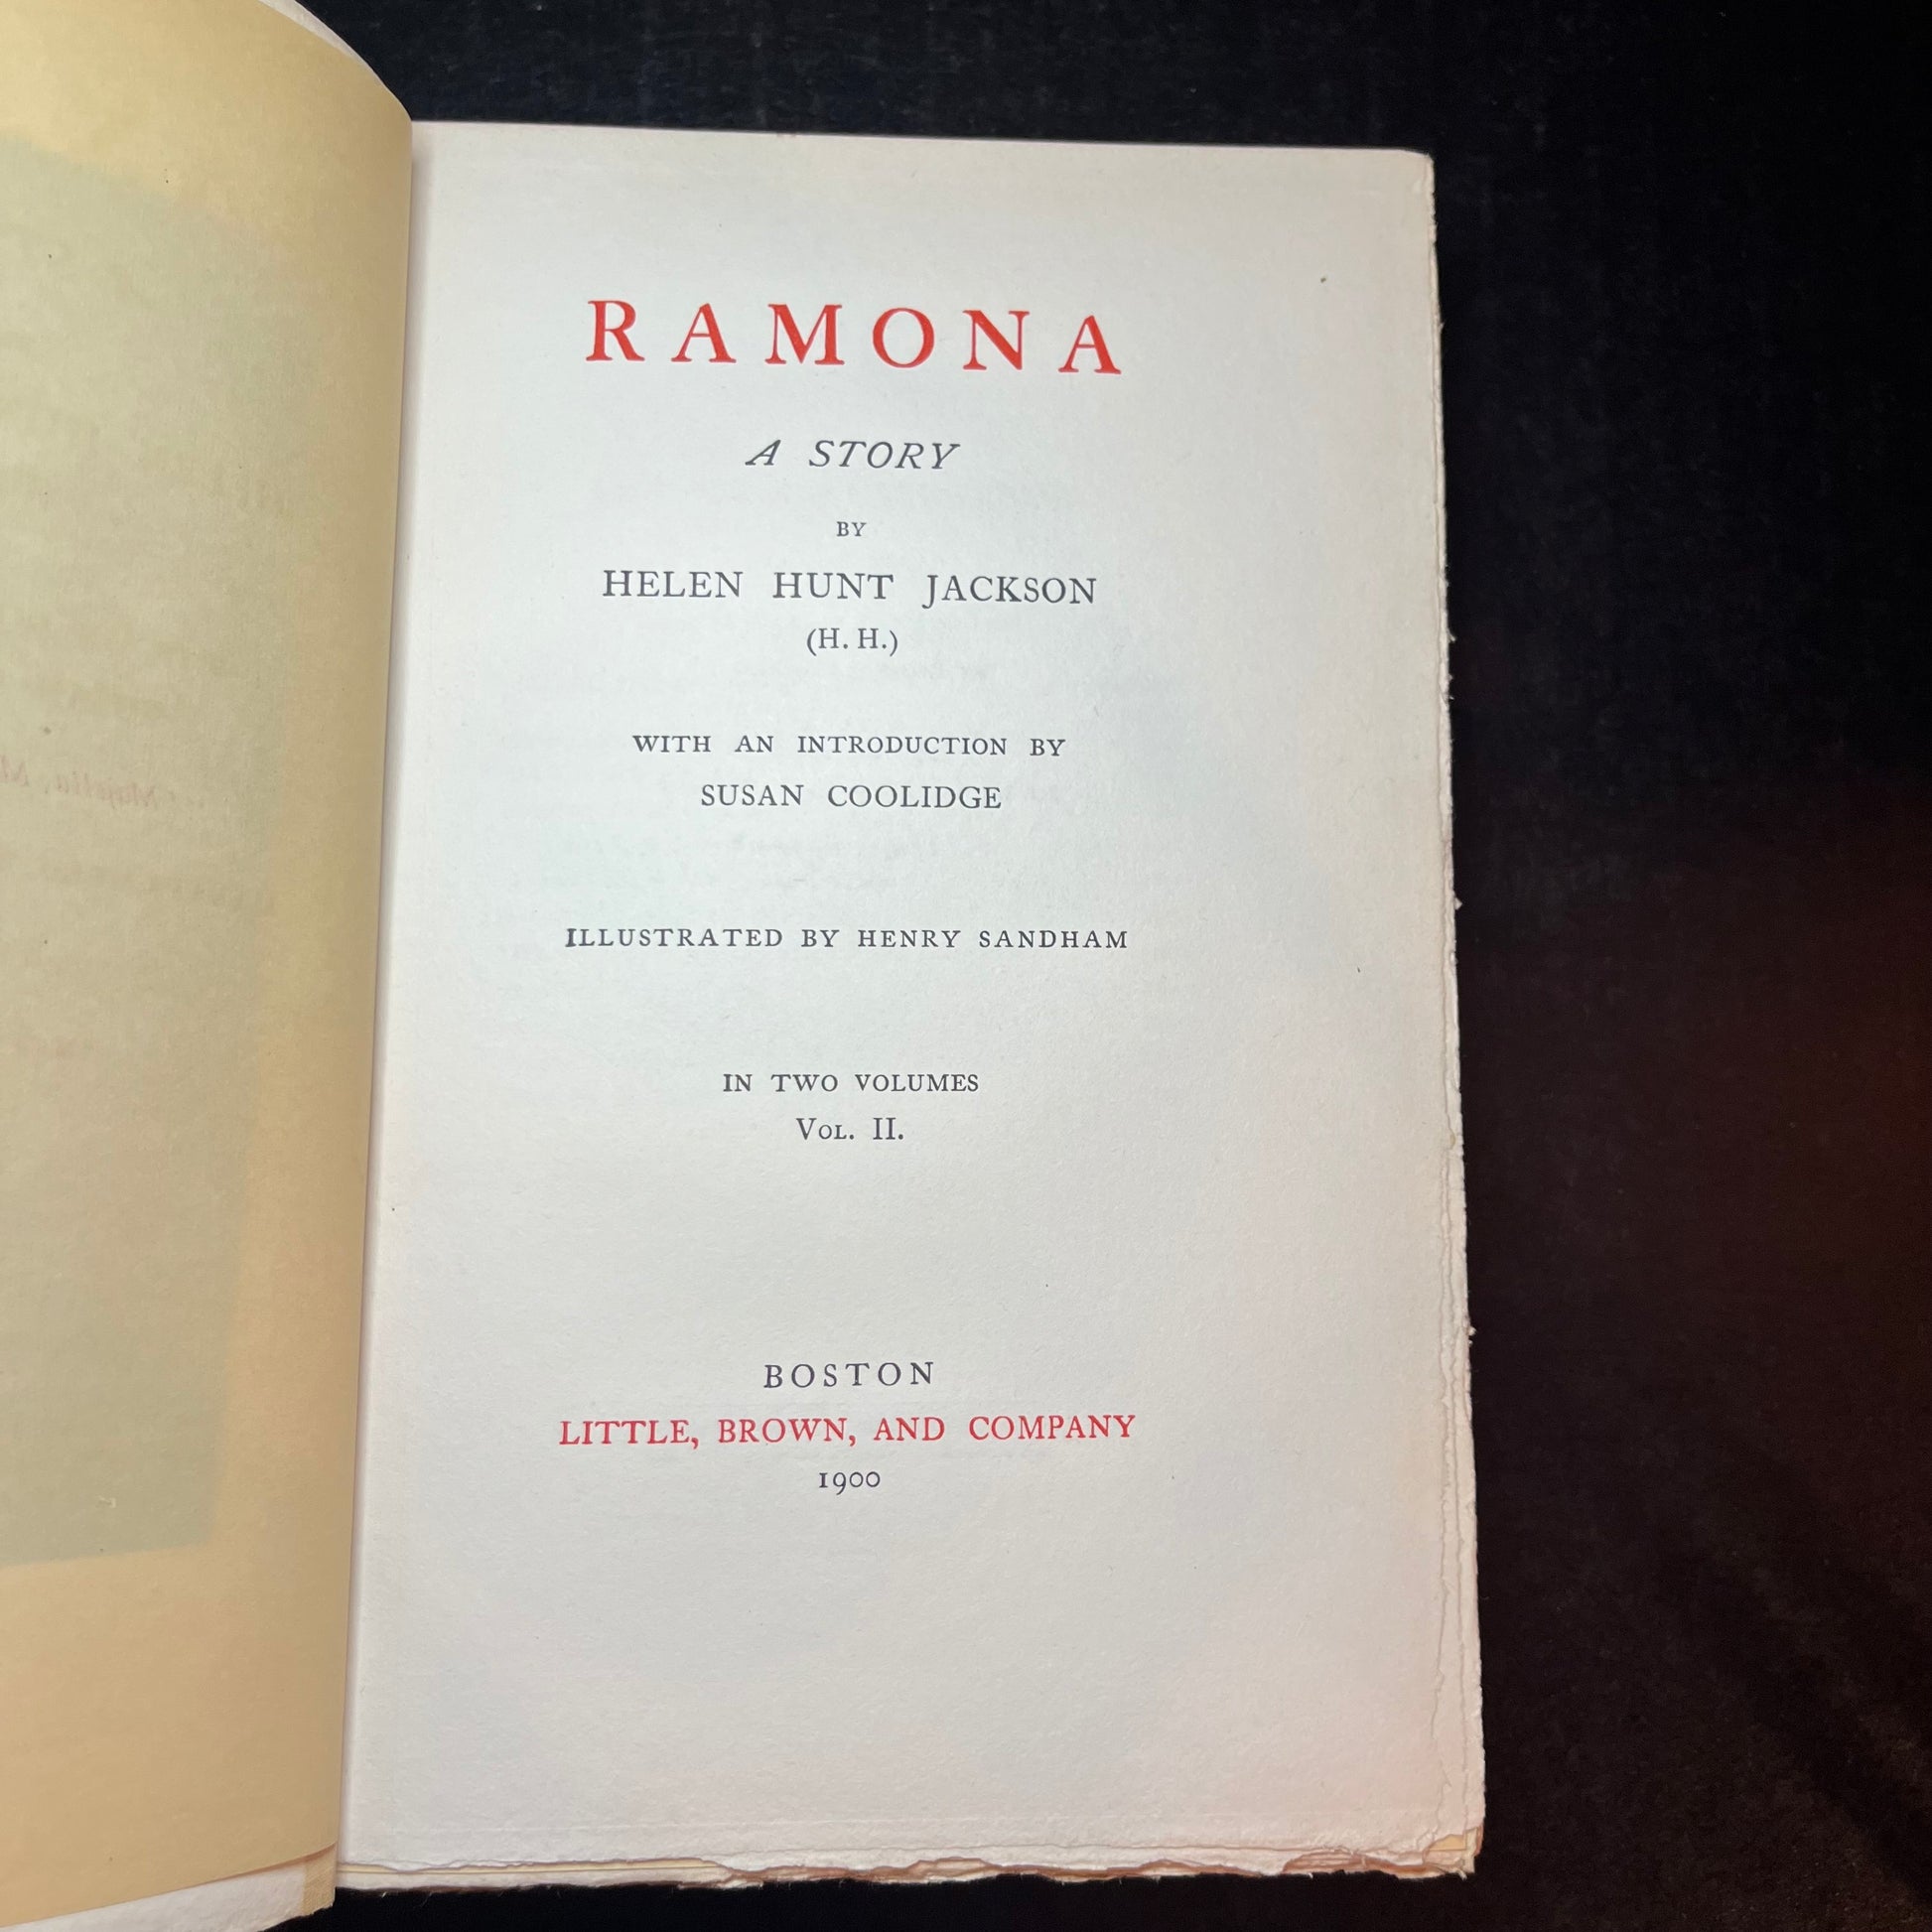 RAMONA
A STORY
BY
HELEN HUNT JACKSON
(H. H.)
WITH AN INTRODUCTION BY
SUSAN COOLIDGE
ILLUSTRATED BY HENRY SANDHAM
IN TWO VOLUMES
VOL. II.
BOSTON
LITTLE, BROWN, AND COMPANY
1900